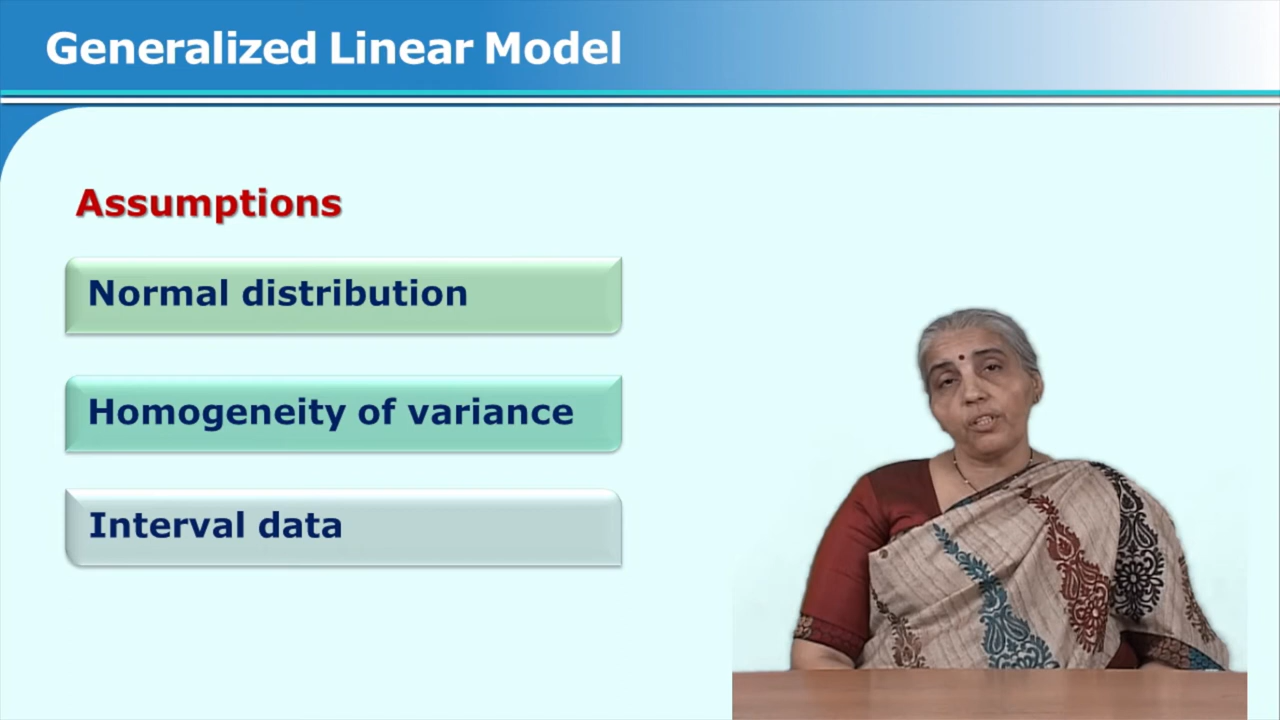 Generalized Linear Model
Assumptions
Normal distribution
Homogeneity of variance
Interval data